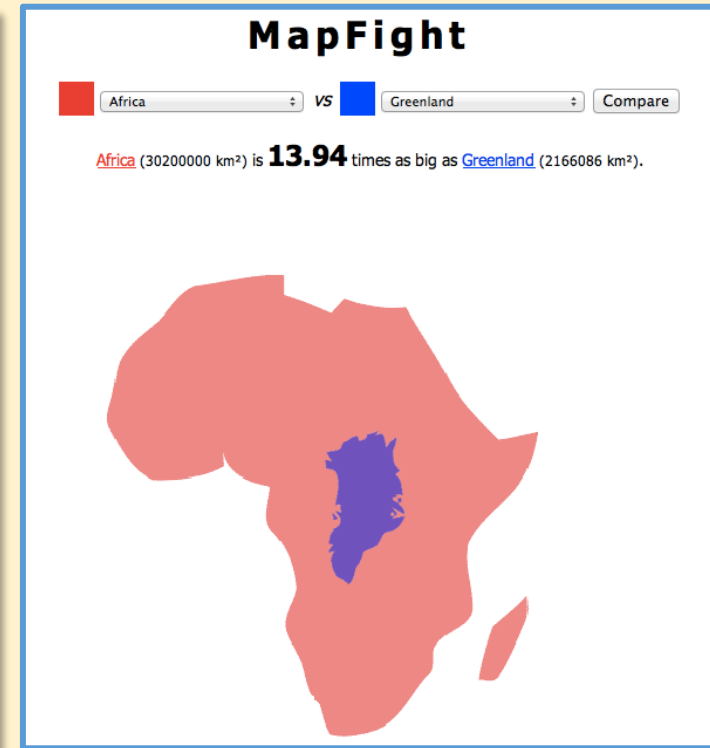 MapFight
Africa VS Greenland Compare
Africa (30200000 km²) is 13.94 times as big as Greenland (2166086 km²).